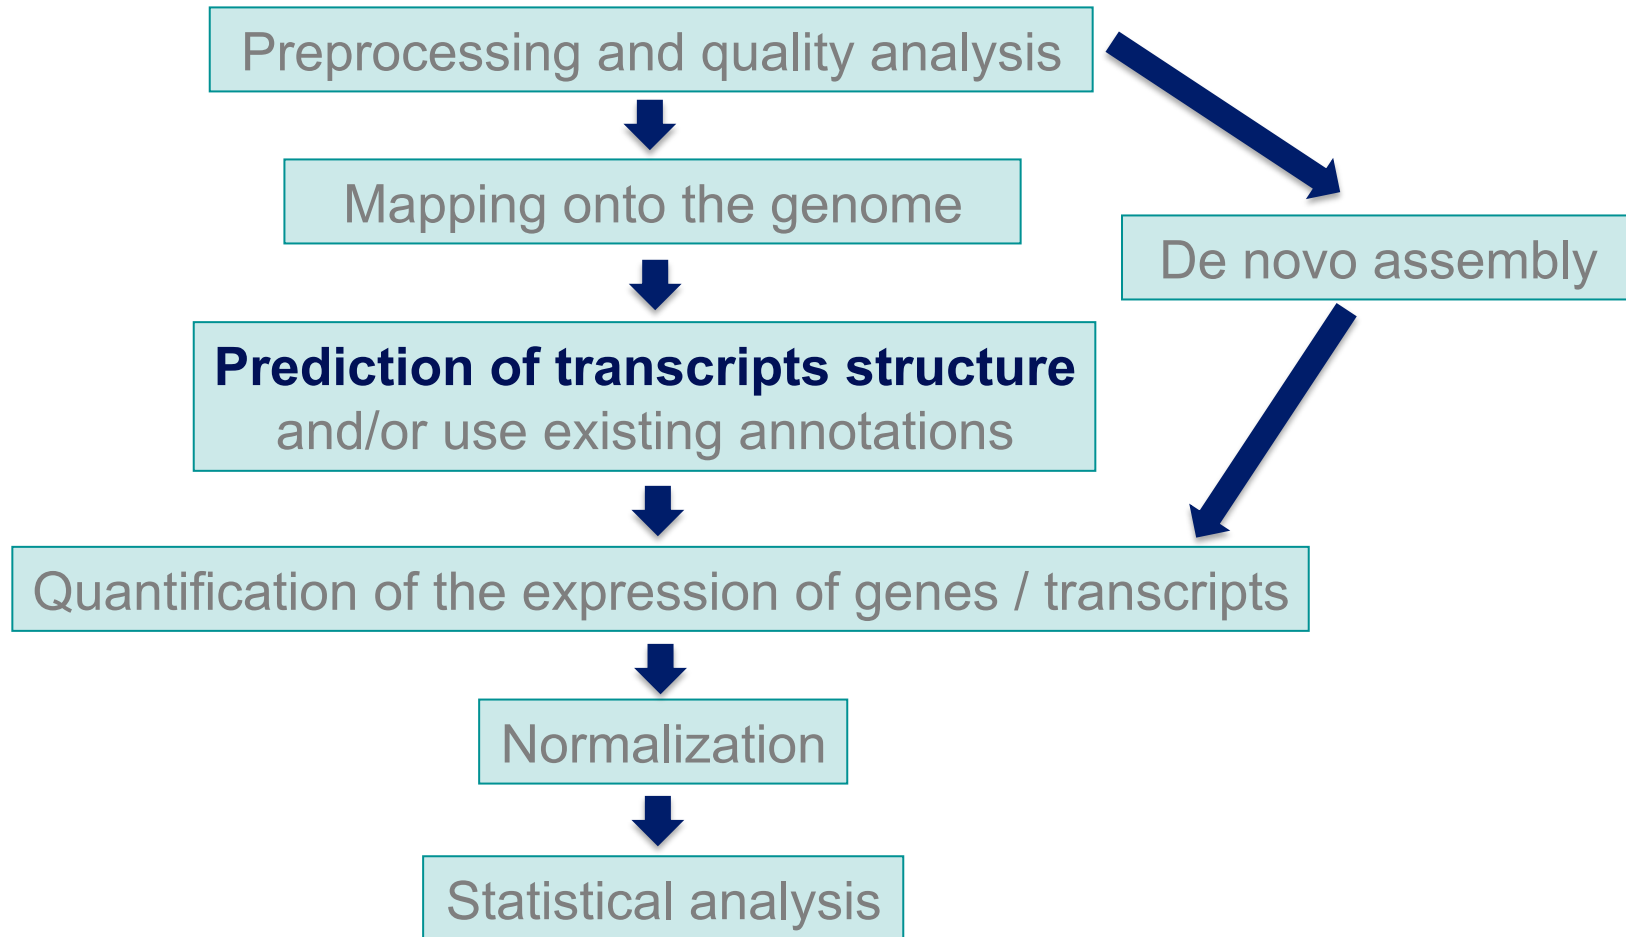 Preprocessing and quality analysis
Mapping onto the genome
De novo assembly
Prediction of transcripts structure
and/or use existing annotations
Quantification of the expression of genes / transcripts
Normalization
Statistical analysis